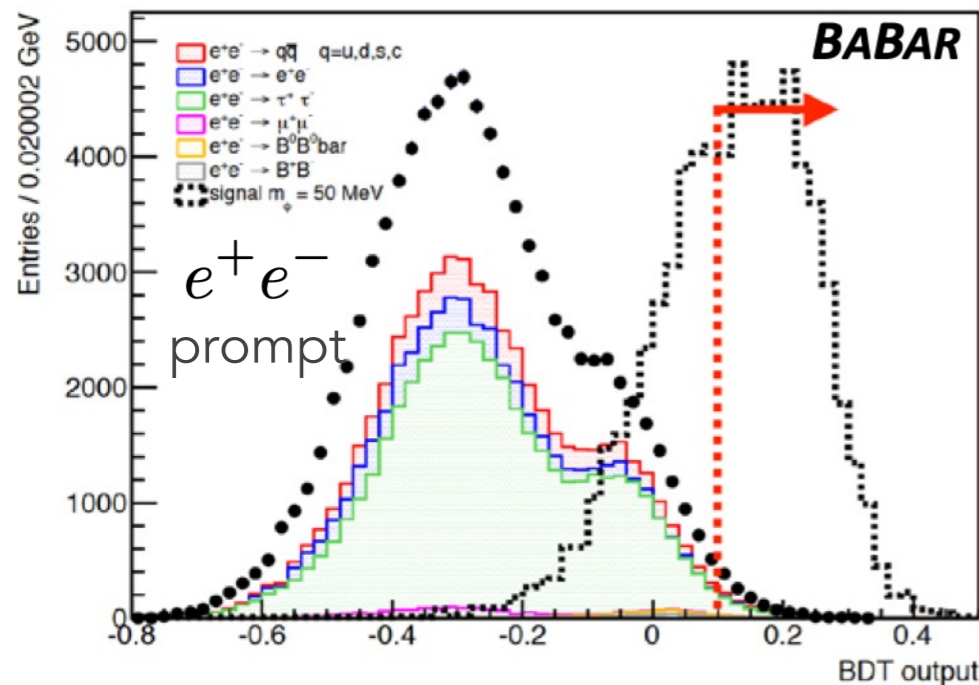 BABAR
e⁺e⁻ → qq̅ q=u,d,s,c
e⁺e⁻ → e⁺e⁻
e⁺e⁻ → τ⁺ τ⁻
e⁺e⁻ → μ⁺μ⁻
e⁺e⁻ → B⁰B⁰bar
e⁺e⁻ → B⁺B⁻
signal m_φ = 50 MeV
e⁺e⁻
prompt
Entries / 0.020002 GeV
5000
4000
3000
2000
1000
0
-0.8 -0.6 -0.4 -0.2 0 0.2 0.4
BDT output